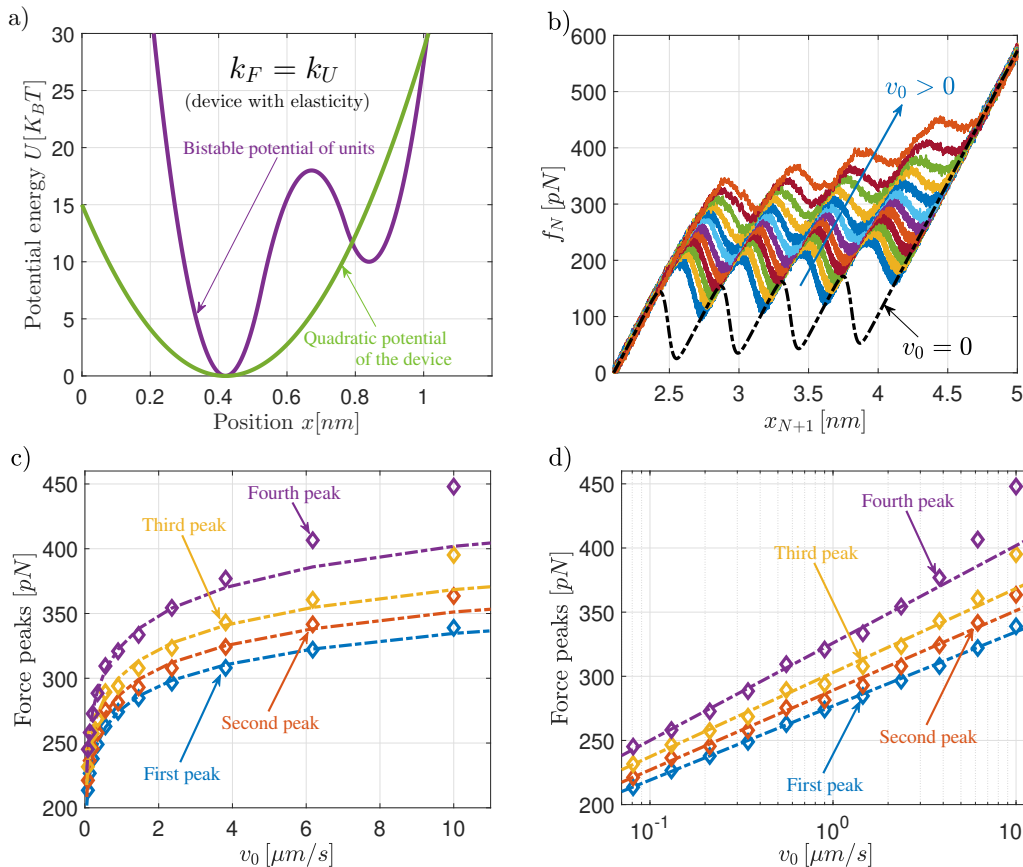 a)
30
25
20
15
10
5
0
Potential energy U [K_BT]
k_F = k_U
(device with elasticity)
Bistable potential of units
Quadratic potential
of the device
0 0.2 0.4 0.6 0.8 1
Position x[nm]
b)
600
500
400
300
200
100
0
f_N [pN]
v_0 > 0
v_0 = 0
2.5 3 3.5 4 4.5 5
x_{N+1} [nm]
c)
450
400
350
300
250
200
Force peaks [pN]
Fourth peak
Third peak
Second peak
First peak
0 2 4 6 8 10
v_0 [μm/s]
d)
450
400
350
300
250
200
Force peaks [pN]
Fourth peak
Third peak
Second peak
First peak
10^{-1} 10^0 10^1
v_0 [μm/s]